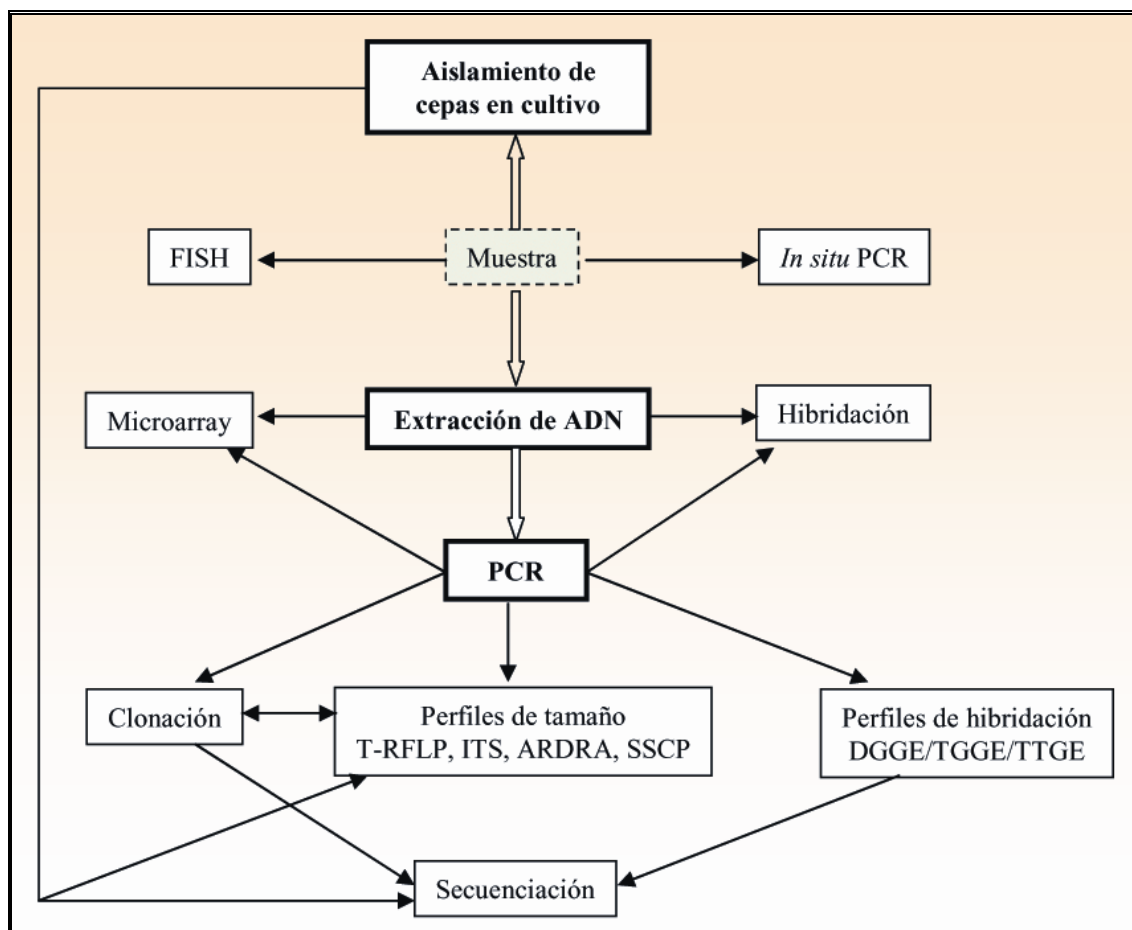 Aislamiento de
cepas en cultivo
FISH
Muestra
In situ PCR
Microarray
Extracción de ADN
Hibridación
PCR
Clonación
Perfiles de tamaño
T-RFLP, ITS, ARDRA, SSCP
Perfiles de hibridación
DGGE/TGGE/TTGE
Secuenciación